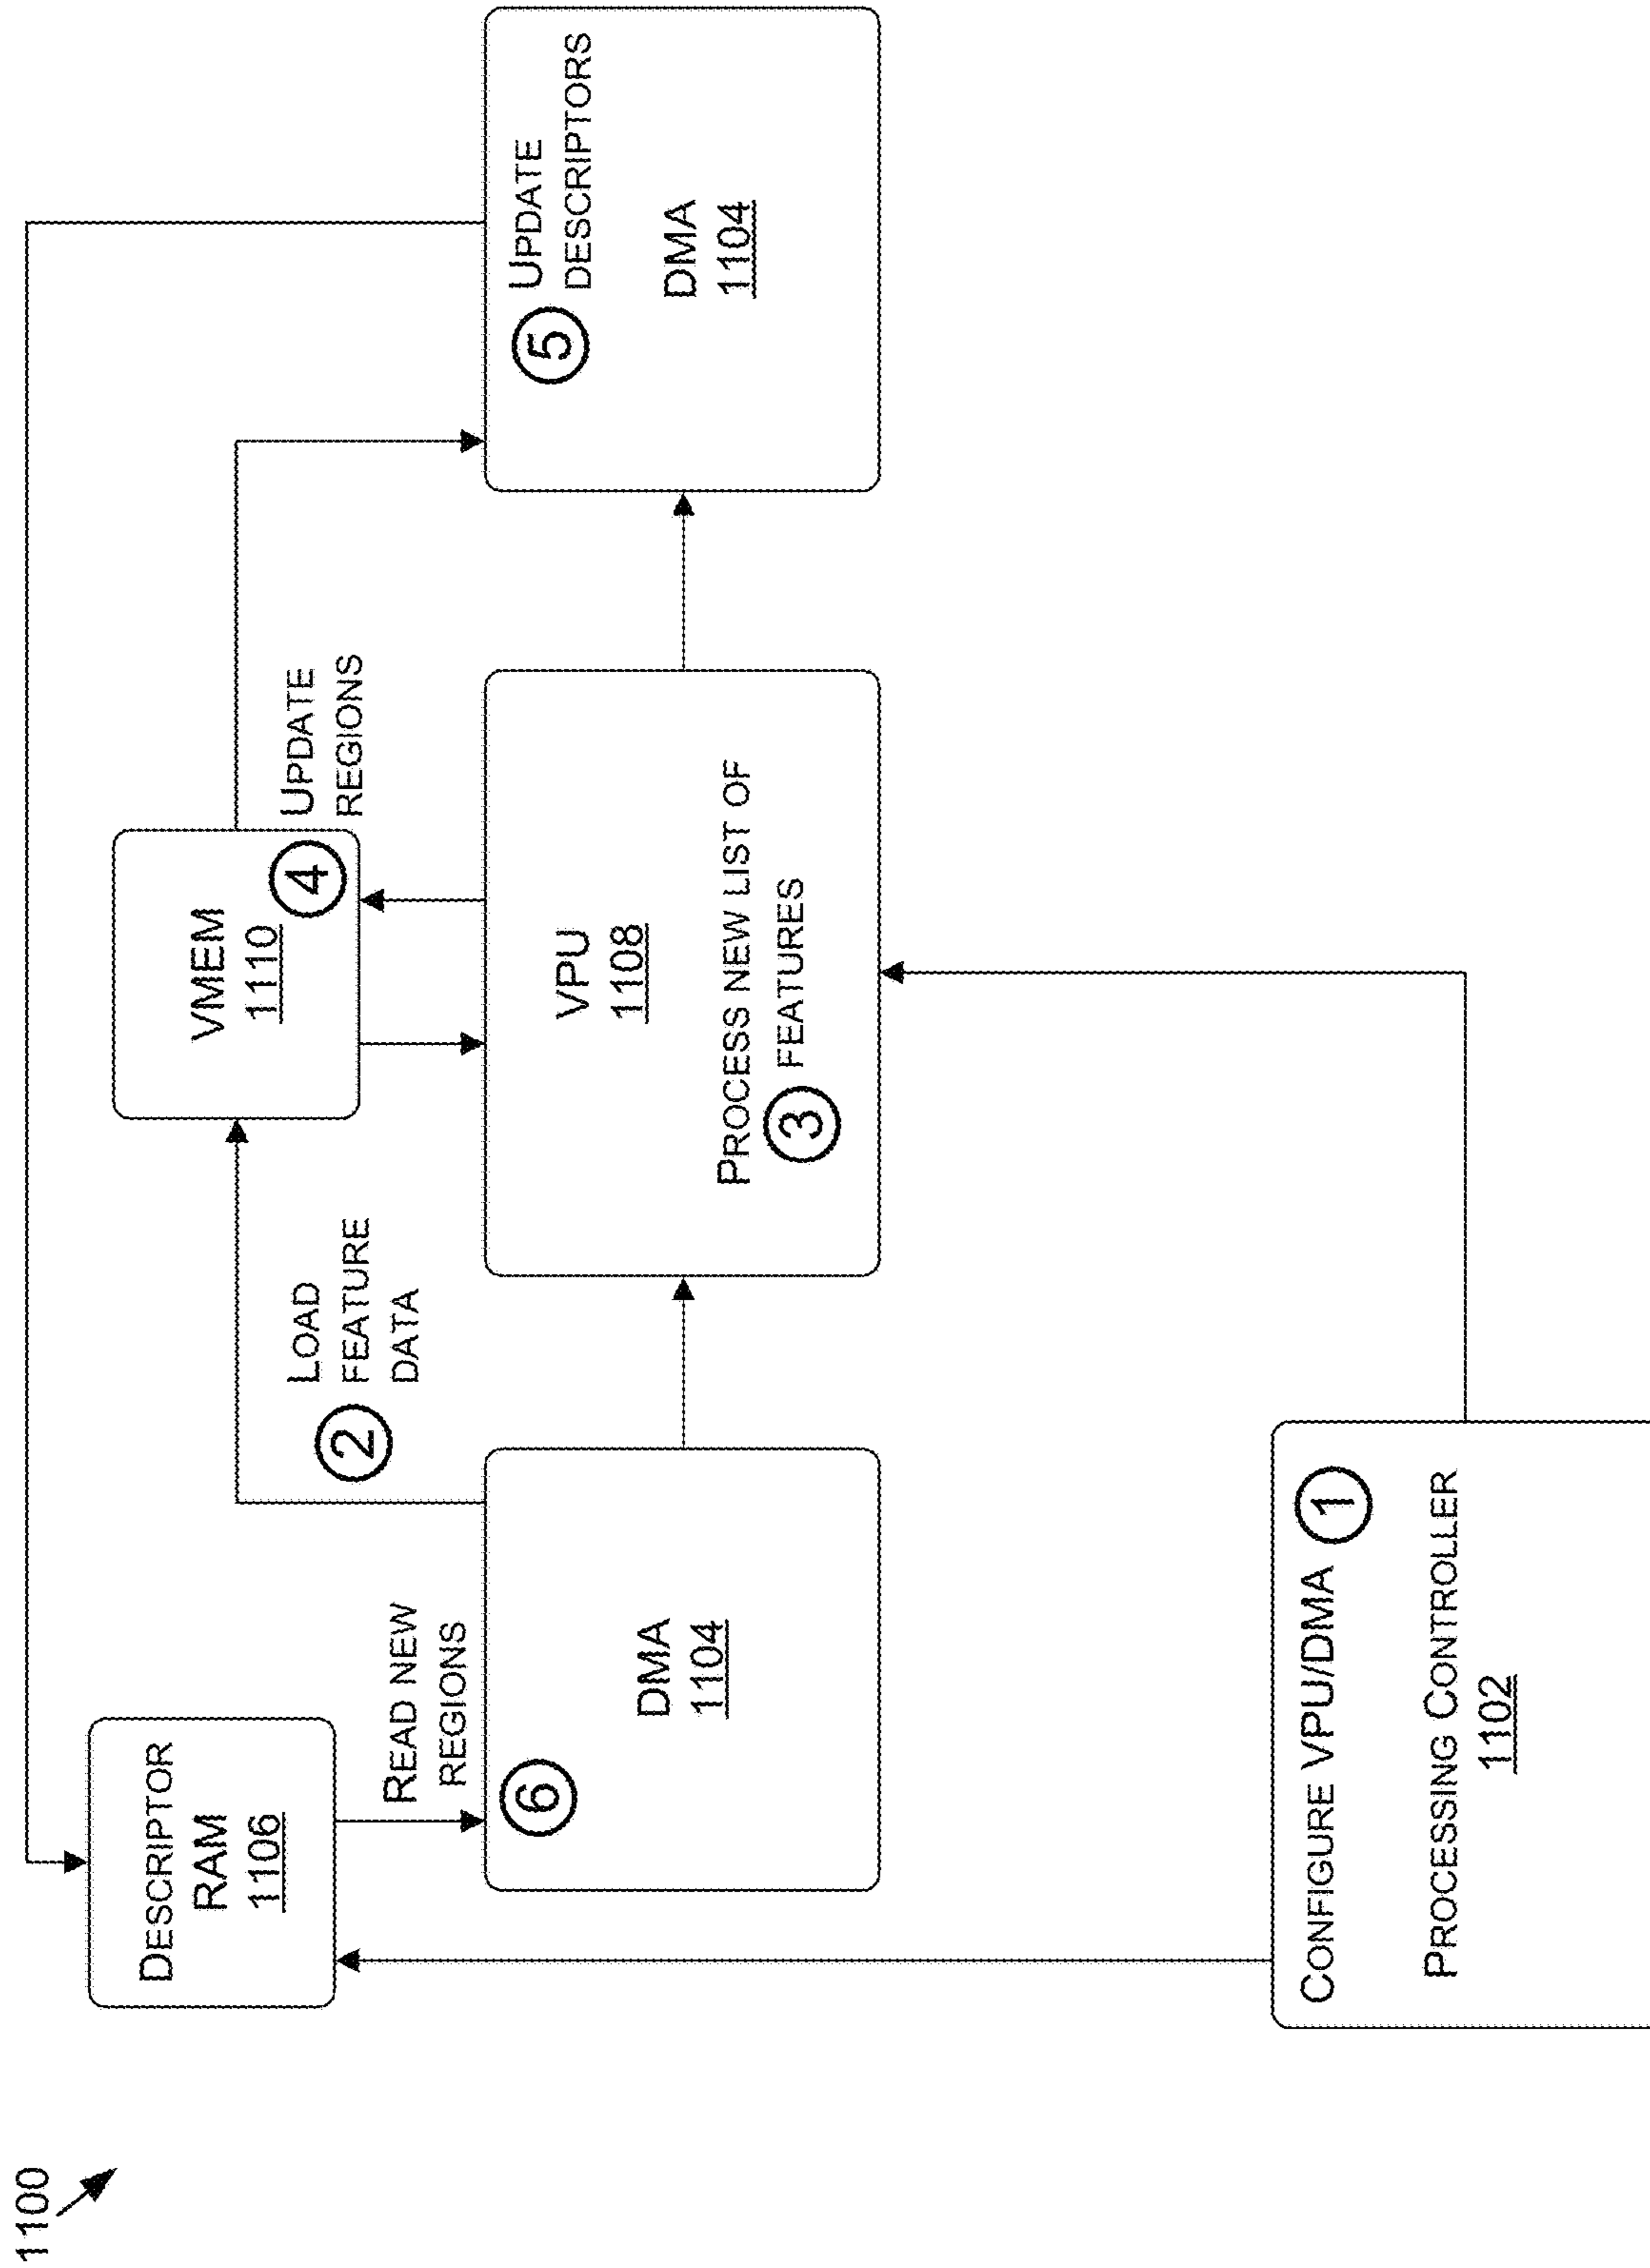 1100
DESCRIPTOR
RAM
1106
READ NEW
REGIONS
6
DMA
1104
2
LOAD
FEATURE
DATA
VMEM
1110
4
UPDATE
REGIONS
VPU
1108
PROCESS NEW LIST OF
3
FEATURES
5
UPDATE
DESCRIPTORS
DMA
1104
CONFIGURE VPU/DMA 1
PROCESSING CONTROLLER
1102